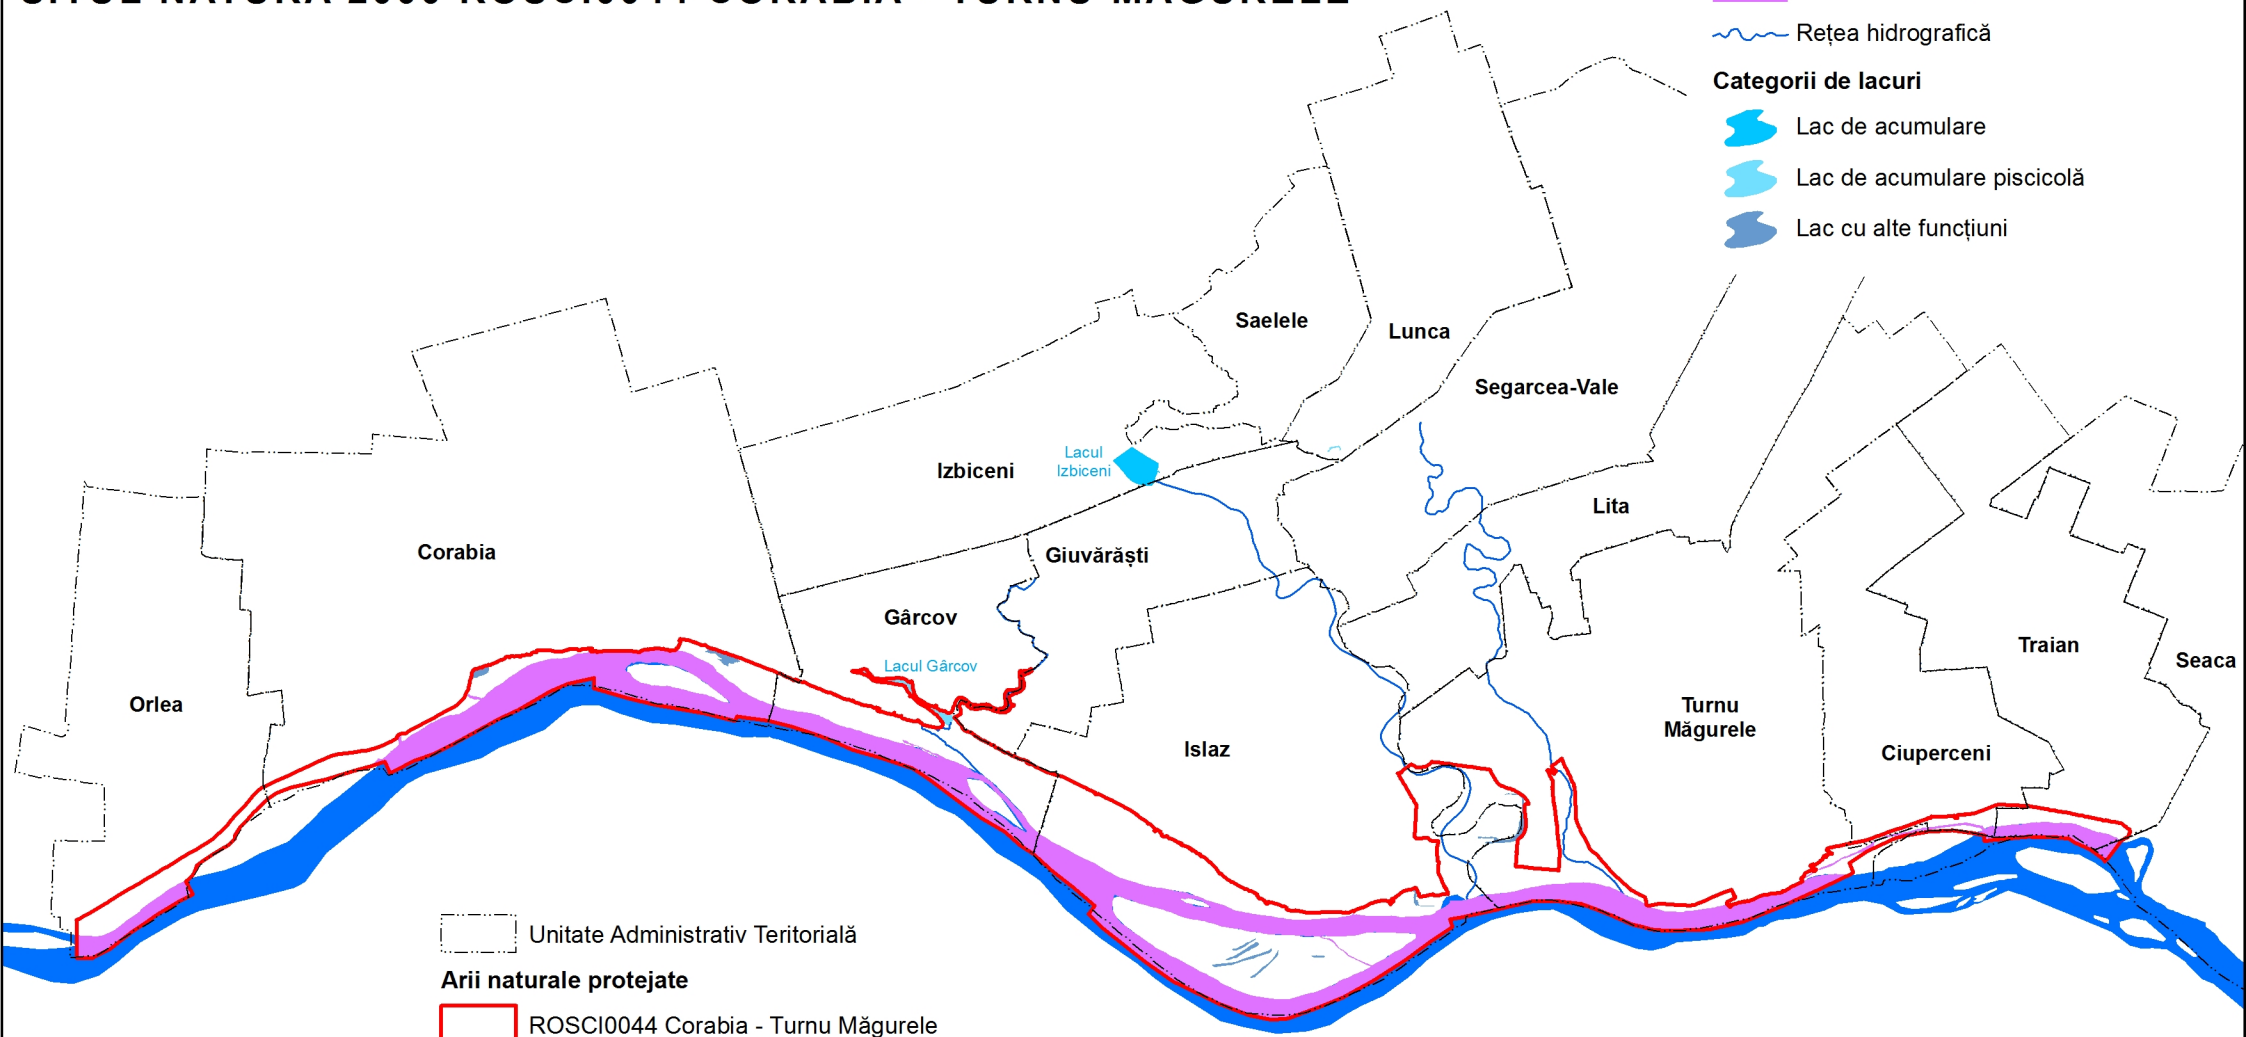 Rețea hidrografică
Categorii de lacuri
Lac de acumulare
Lac de acumulare piscicolă
Lac cu alte funcțiuni
Saelele
Lunca
Segarcea-Vale
Lacul
Izbiceni
Izbiceni
Lita
Corabia
Giuvărăști
Gârcov
Lacul Gârcov
Traian
Seaca
Orlea
Turnu
Măgurele
Islaz
Ciuperceni
Unitate Administrativ Teritorială
Arii naturale protejate
ROSCI0044 Corabia - Turnu Măgurele